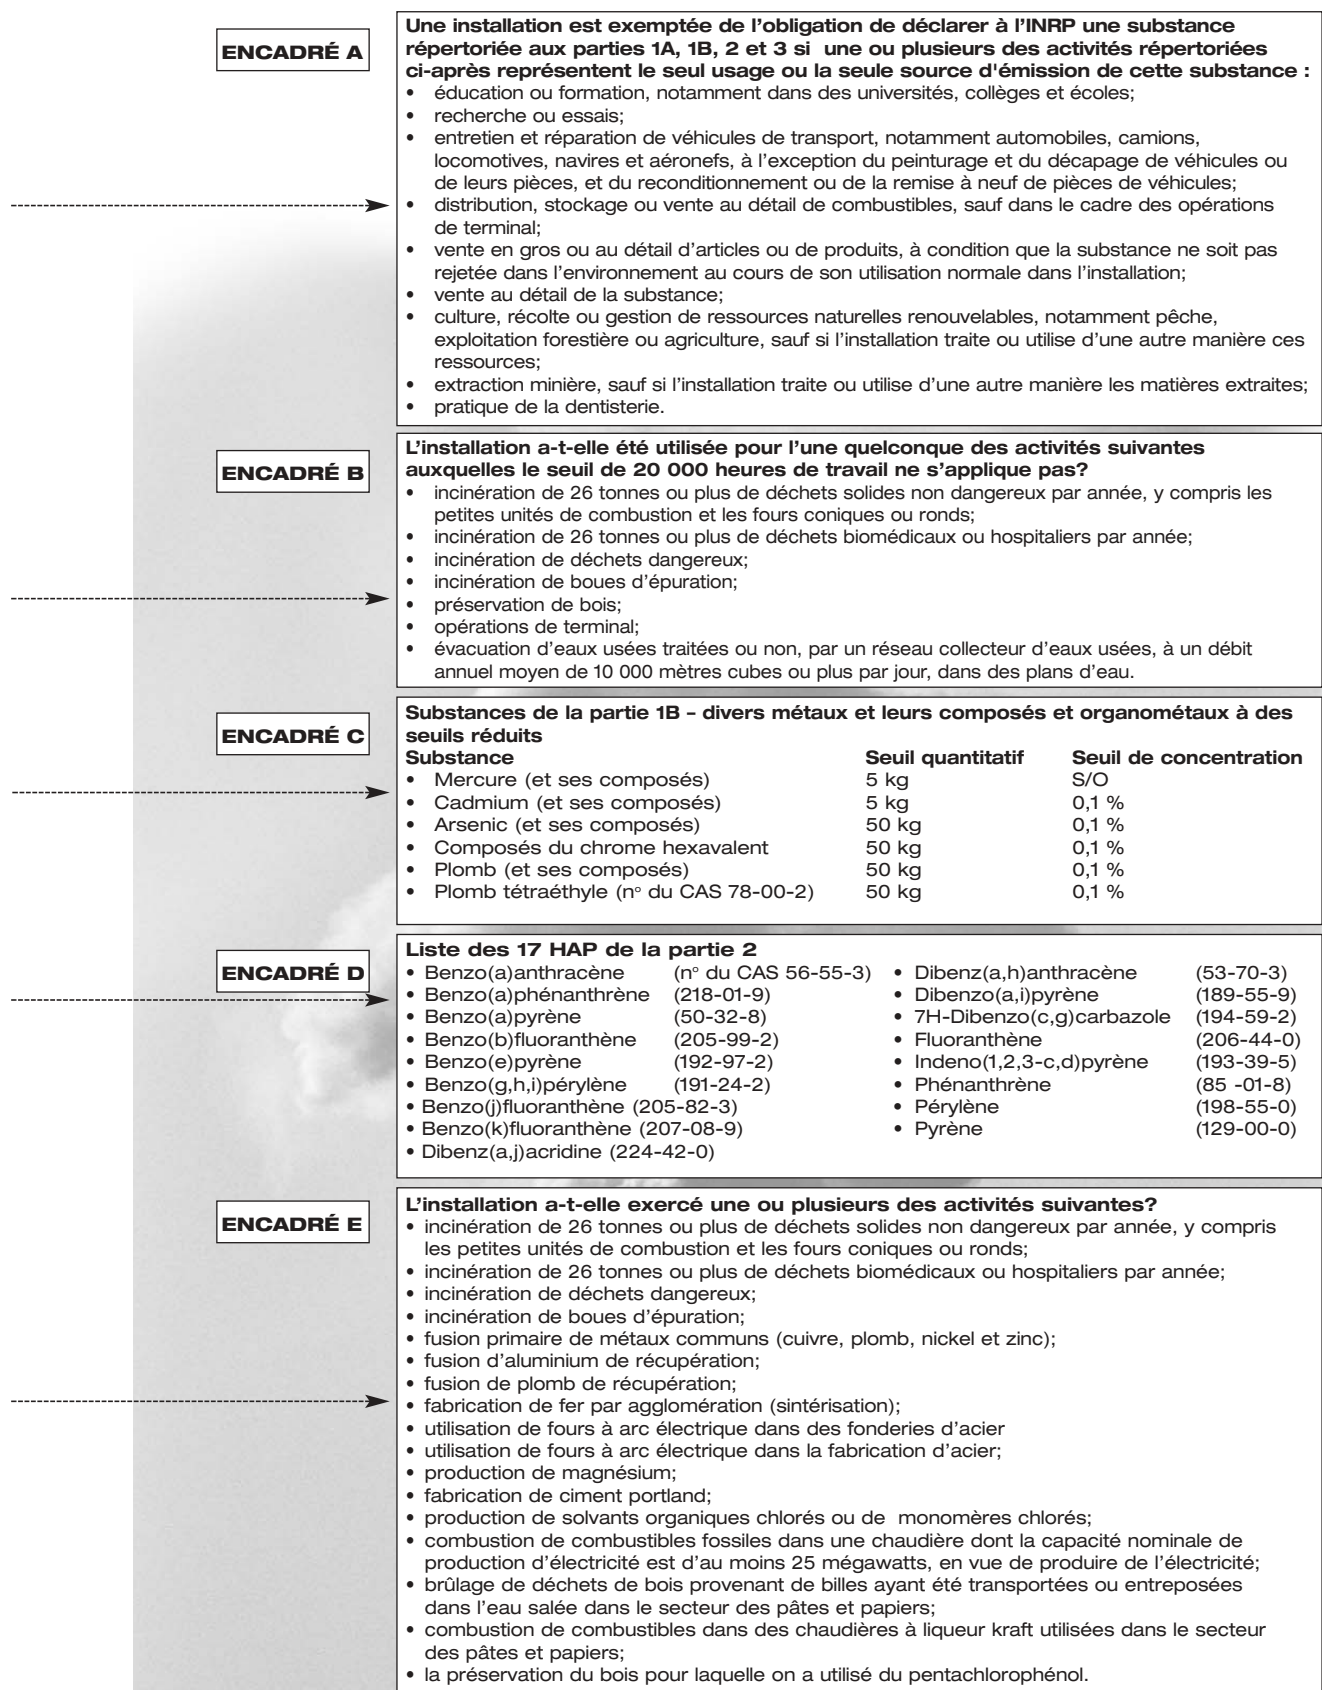 ENCADRÉ A
Une installation est exemptée de l’obligation de déclarer à l’INRP une substance
répertoriée aux parties 1A, 1B, 2 et 3 si une ou plusieurs des activités répertoriées
ci-après représentent le seul usage ou la seule source d'émission de cette substance :
• éducation ou formation, notamment dans des universités, collèges et écoles;
• recherche ou essais;
• entretien et réparation de véhicules de transport, notamment automobiles, camions,
locomotives, navires et aéronefs, à l’exception du peinturage et du décapage de véhicules ou
de leurs pièces, et du reconditionnement ou de la remise à neuf de pièces de véhicules;
• distribution, stockage ou vente au détail de combustibles, sauf dans le cadre des opérations
de terminal;
• vente en gros ou au détail d’articles ou de produits, à condition que la substance ne soit pas
rejetée dans l’environnement au cours de son utilisation normale dans l’installation;
• vente au détail de la substance;
• culture, récolte ou gestion de ressources naturelles renouvelables, notamment pêche,
exploitation forestière ou agriculture, sauf si l’installation traite ou utilise d’une autre manière ces
ressources;
• extraction minière, sauf si l’installation traite ou utilise d’une autre manière les matières extraites;
• pratique de la dentisterie.
ENCADRÉ B
L’installation a-t-elle été utilisée pour l’une quelconque des activités suivantes
auxquelles le seuil de 20 000 heures de travail ne s’applique pas?
• incinération de 26 tonnes ou plus de déchets solides non dangereux par année, y compris les
petites unités de combustion et les fours coniques ou ronds;
• incinération de 26 tonnes ou plus de déchets biomédicaux ou hospitaliers par année;
• incinération de déchets dangereux;
• incinération de boues d’épuration;
• préservation de bois;
• opérations de terminal;
• évacuation d’eaux usées traitées ou non, par un réseau collecteur d’eaux usées, à un débit
annuel moyen de 10 000 mètres cubes ou plus par jour, dans des plans d’eau.
ENCADRÉ C
Substances de la partie 1B – divers métaux et leurs composés et organométaux à des
seuils réduits
Substance Seuil quantitatif Seuil de concentration
• Mercure (et ses composés) 5 kg S/O
• Cadmium (et ses composés) 5 kg 0,1 %
• Arsenic (et ses composés) 50 kg 0,1 %
• Composés du chrome hexavalent 50 kg 0,1 %
• Plomb (et ses composés) 50 kg 0,1 %
• Plomb tétraéthyle (n° du CAS 78-00-2) 50 kg 0,1 %
ENCADRÉ D
Liste des 17 HAP de la partie 2
• Benzo(a)anthracène (n° du CAS 56-55-3) • Dibenz(a,h)anthracène (53-70-3)
• Benzo(a)phénanthrène (218-01-9) • Dibenzo(a,i)pyrène (189-55-9)
• Benzo(a)pyrène (50-32-8) • 7H-Dibenzo(c,g)carbazole (194-59-2)
• Benzo(b)fluoranthène (205-99-2) • Fluoranthène (206-44-0)
• Benzo(e)pyrène (192-97-2) • Indeno(1,2,3-c,d)pyrène (193-39-5)
• Benzo(g,h,i)pérylène (191-24-2) • Phénanthrène (85 -01-8)
• Benzo(j)fluoranthène (205-82-3) • Pérylène (198-55-0)
• Benzo(k)fluoranthène (207-08-9) • Pyrène (129-00-0)
• Dibenz(a,j)acridine (224-42-0)
ENCADRÉ E
L’installation a-t-elle exercé une ou plusieurs des activités suivantes?
• incinération de 26 tonnes ou plus de déchets solides non dangereux par année, y compris
les petites unités de combustion et les fours coniques ou ronds;
• incinération de 26 tonnes ou plus de déchets biomédicaux ou hospitaliers par année;
• incinération de déchets dangereux;
• incinération de boues d’épuration;
• fusion primaire de métaux communs (cuivre, plomb, nickel et zinc);
• fusion d’aluminium de récupération;
• fusion de plomb de récupération;
• fabrication de fer par agglomération (sintérisation);
• utilisation de fours à arc électrique dans des fonderies d’acier
• utilisation de fours à arc électrique dans la fabrication d’acier;
• production de magnésium;
• fabrication de ciment portland;
• production de solvants organiques chlorés ou de monomères chlorés;
• combustion de combustibles fossiles dans une chaudière dont la capacité nominale de
production d’électricité est d’au moins 25 mégawatts, en vue de produire de l’électricité;
• brûlage de déchets de bois provenant de billes ayant été transportées ou entreposées
dans l’eau salée dans le secteur des pâtes et papiers;
• combustion de combustibles dans des chaudières à liqueur kraft utilisées dans le secteur
des pâtes et papiers;
• la préservation du bois pour laquelle on a utilisé du pentachlorophénol.